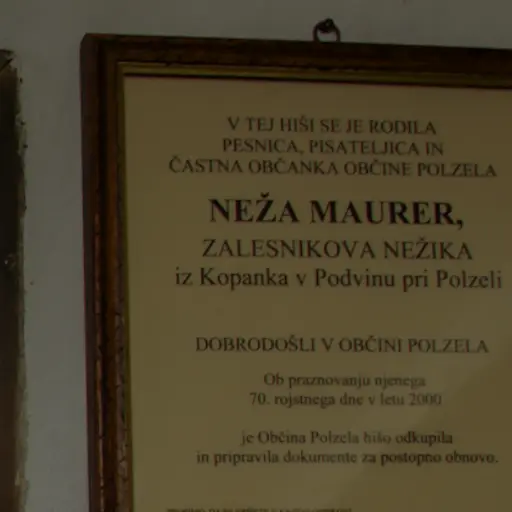 V TEJ HIŠI SE JE RODILA
PESNICA, PISATELJICA IN
ČASTNA OBČANKA OBČINE POLZELA
NEŽA MAURER,
ZALESNIKOVA NEŽIKA
iz Kopanka v Podvinu pri Polzeli
DOBRODOŠLI V OBČINI POLZELA
Ob praznovanju njenega
70. rojstnega dne v letu 2000
je Občina Polzela hišo odkupila
in pripravila dokumente za postopno obnovo.